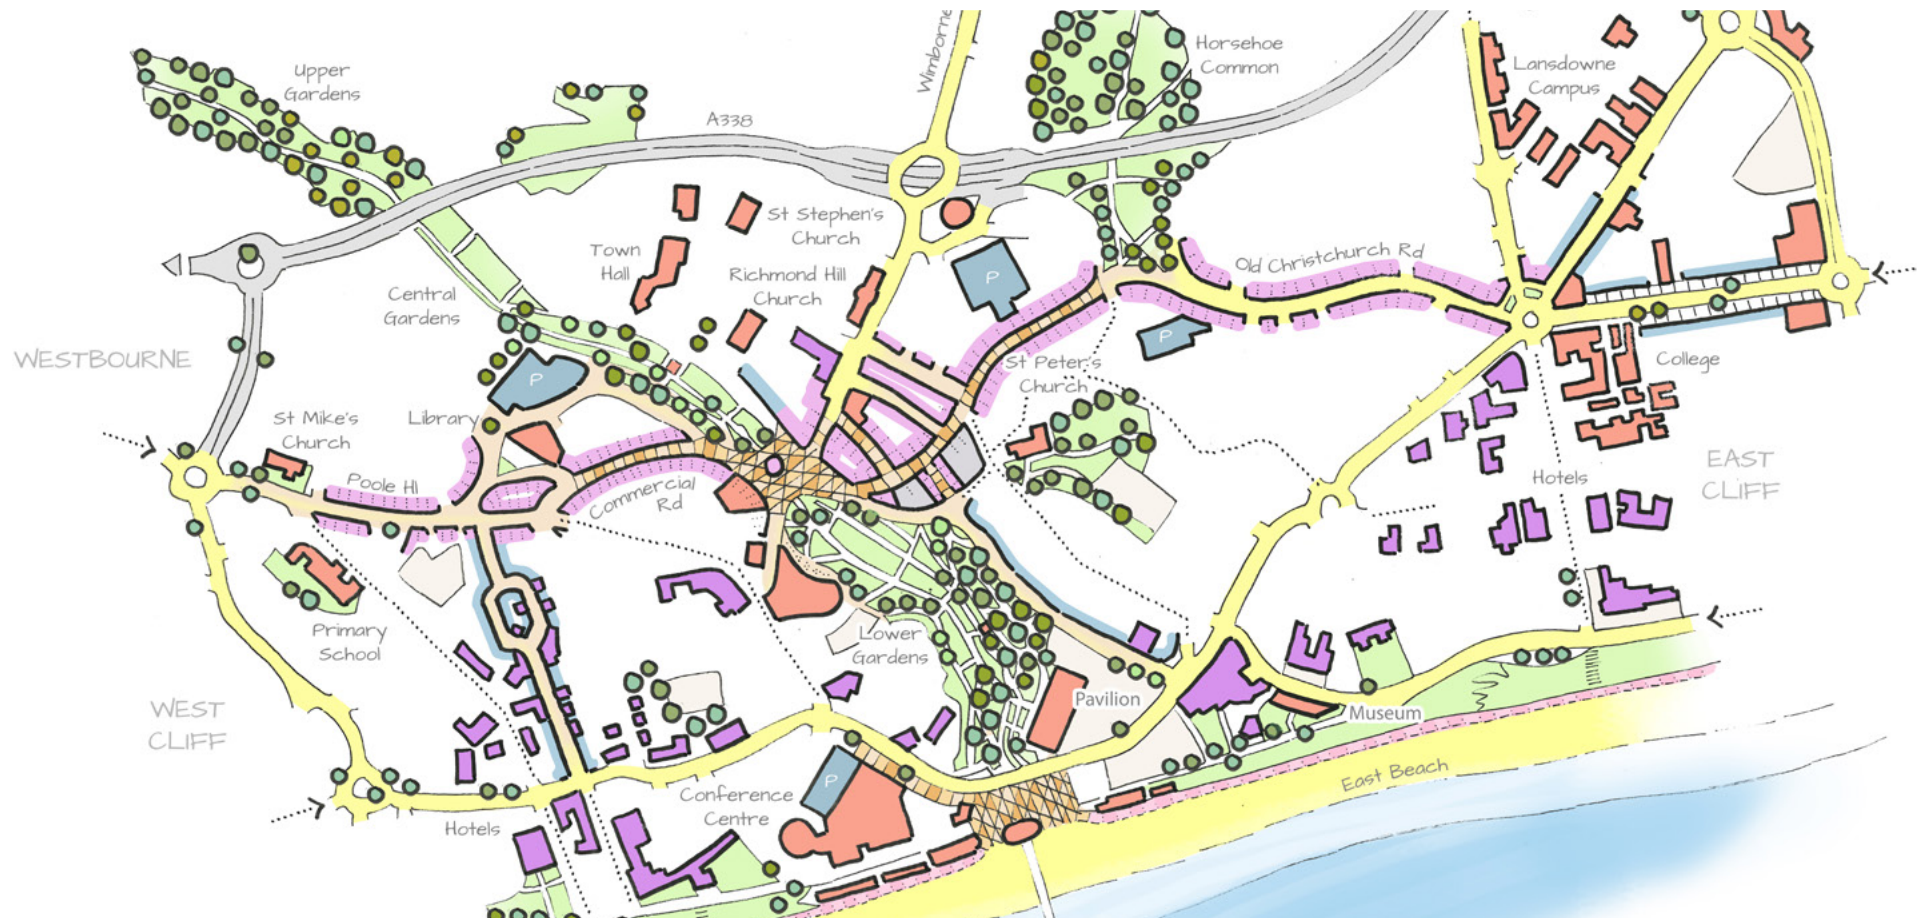 Upper
Gardens
A338
Wimborne
Horsehoe
Common
Lansdowne
Campus
St Stephen's
Church
Town
Hall
Richmond Hill
Church
P
Old Christchurch Rd
P
Central
Gardens
WESTBOURNE
P
Library
St Mike's
Church
St Peter's
Church
College
Poole Hl
Commercial
Rd
Hotels
EAST
CLIFF
Primary
School
Lower
Gardens
WEST
CLIFF
Pavilion
Museum
P
Conference
Centre
East Beach
Hotels